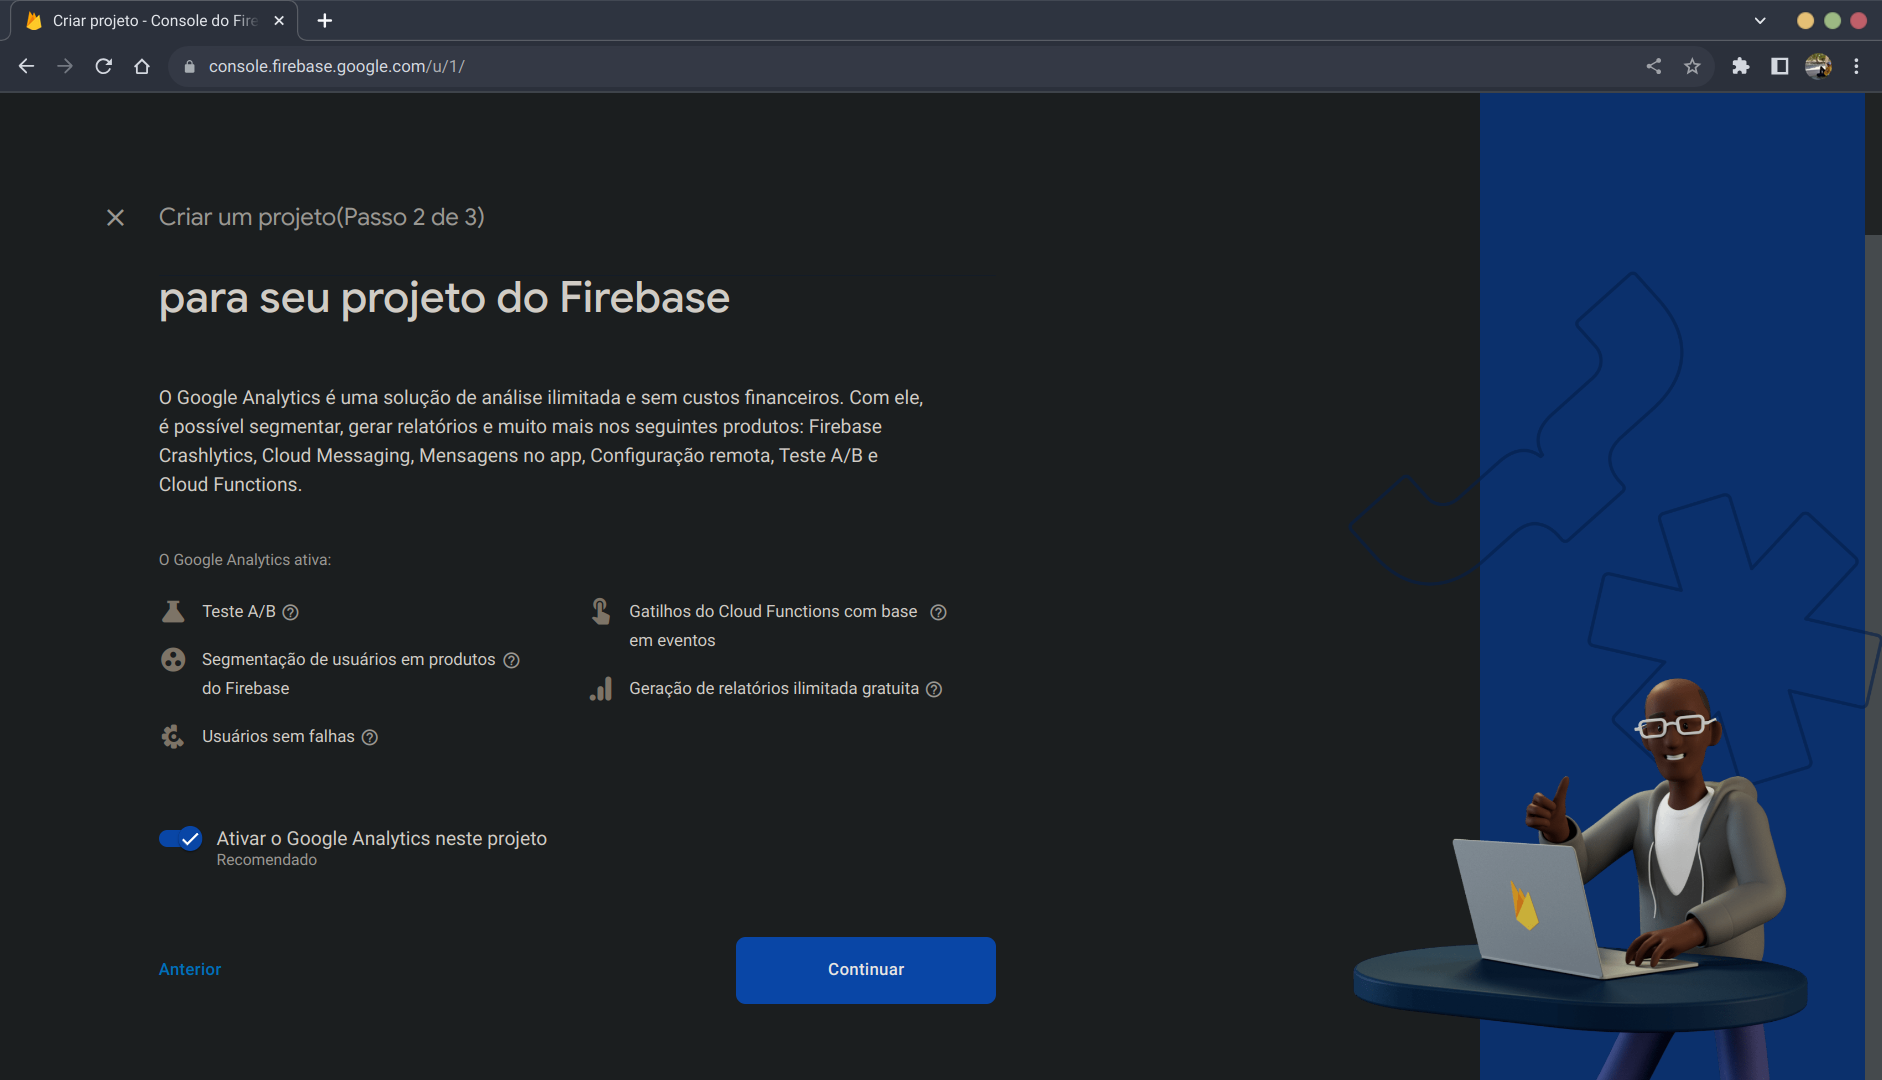 Criar projeto - Console do Fire
console.firebase.google.com/u/1/
Criar um projeto(Passo 2 de 3)
para seu projeto do Firebase
O Google Analytics é uma solução de análise ilimitada e sem custos financeiros. Com ele,
é possível segmentar, gerar relatórios e muito mais nos seguintes produtos: Firebase
Crashlytics, Cloud Messaging, Mensagens no app, Configuração remota, Teste A/B e
Cloud Functions.
O Google Analytics ativa:
Teste A/B
Segmentação de usuários em produtos
do Firebase
Usuários sem falhas
Gatilhos do Cloud Functions com base
em eventos
Geração de relatórios ilimitada gratuita
Ativar o Google Analytics neste projeto
Recomendado
Anterior
Continuar